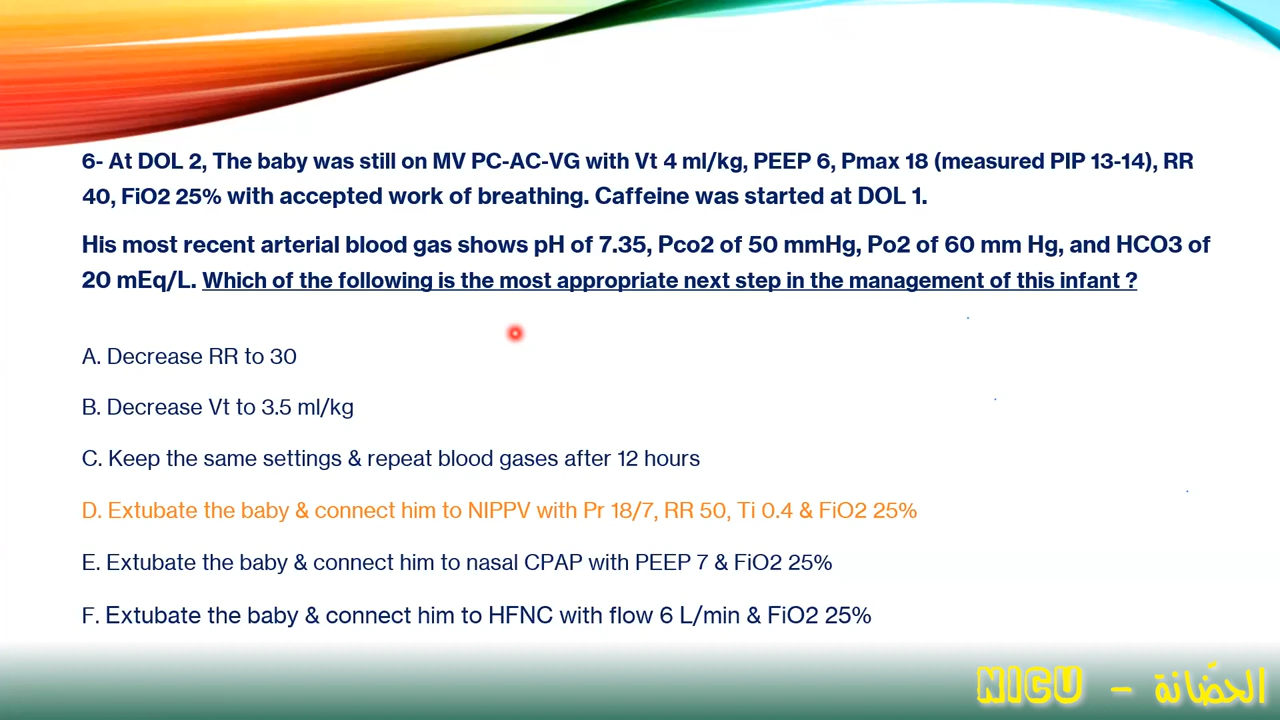 6- At DOL 2, The baby was still on MV PC-AC-VG with Vt 4 ml/kg, PEEP 6, Pmax 18 (measured PIP 13-14), RR
40, FiO2 25% with accepted work of breathing. Caffeine was started at DOL 1.
His most recent arterial blood gas shows pH of 7.35, Pco2 of 50 mmHg, Po2 of 60 mm Hg, and HCO3 of
20 mEq/L. Which of the following is the most appropriate next step in the management of this infant ?
A. Decrease RR to 30
B. Decrease Vt to 3.5 ml/kg
C. Keep the same settings & repeat blood gases after 12 hours
D. Extubate the baby & connect him to NIPPV with Pr 18/7, RR 50, Ti 0.4 & FiO2 25%
E. Extubate the baby & connect him to nasal CPAP with PEEP 7 & FiO2 25%
F. Extubate the baby & connect him to HFNC with flow 6 L/min & FiO2 25%
NICU - الحضّانة